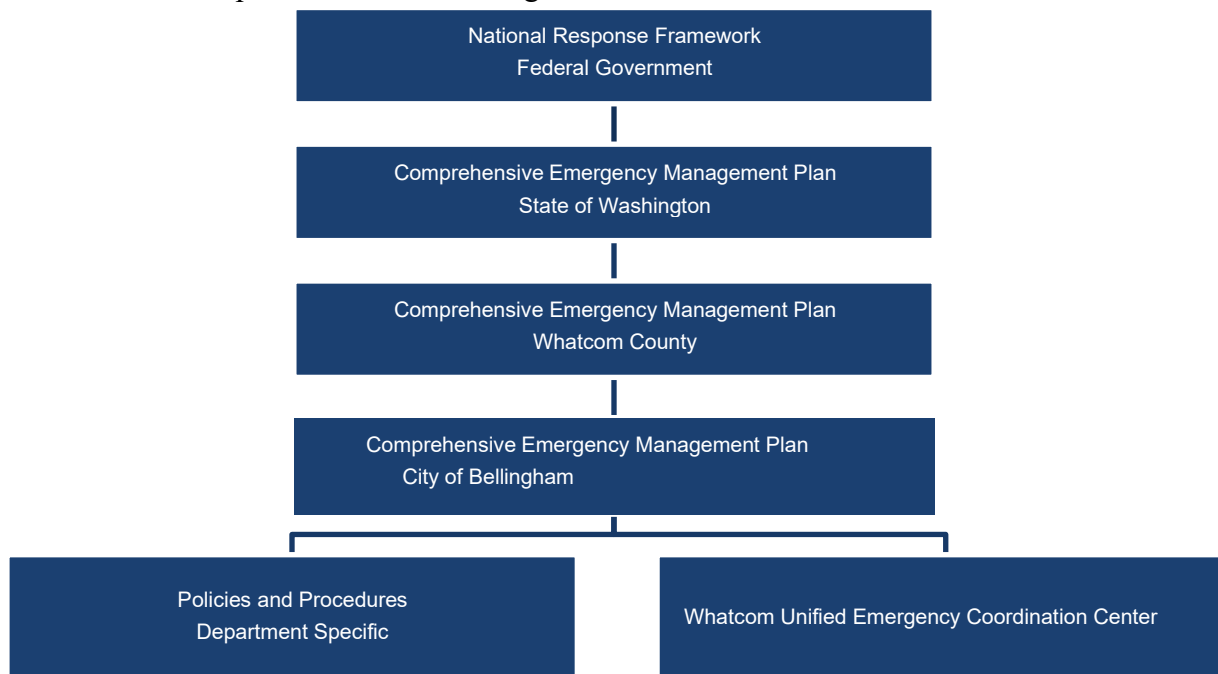 National Response Framework
Federal Government
Comprehensive Emergency Management Plan
State of Washington
Comprehensive Emergency Management Plan
Whatcom County
Comprehensive Emergency Management Plan
City of Bellingham
Policies and Procedures
Department Specific
Whatcom Unified Emergency Coordination Center